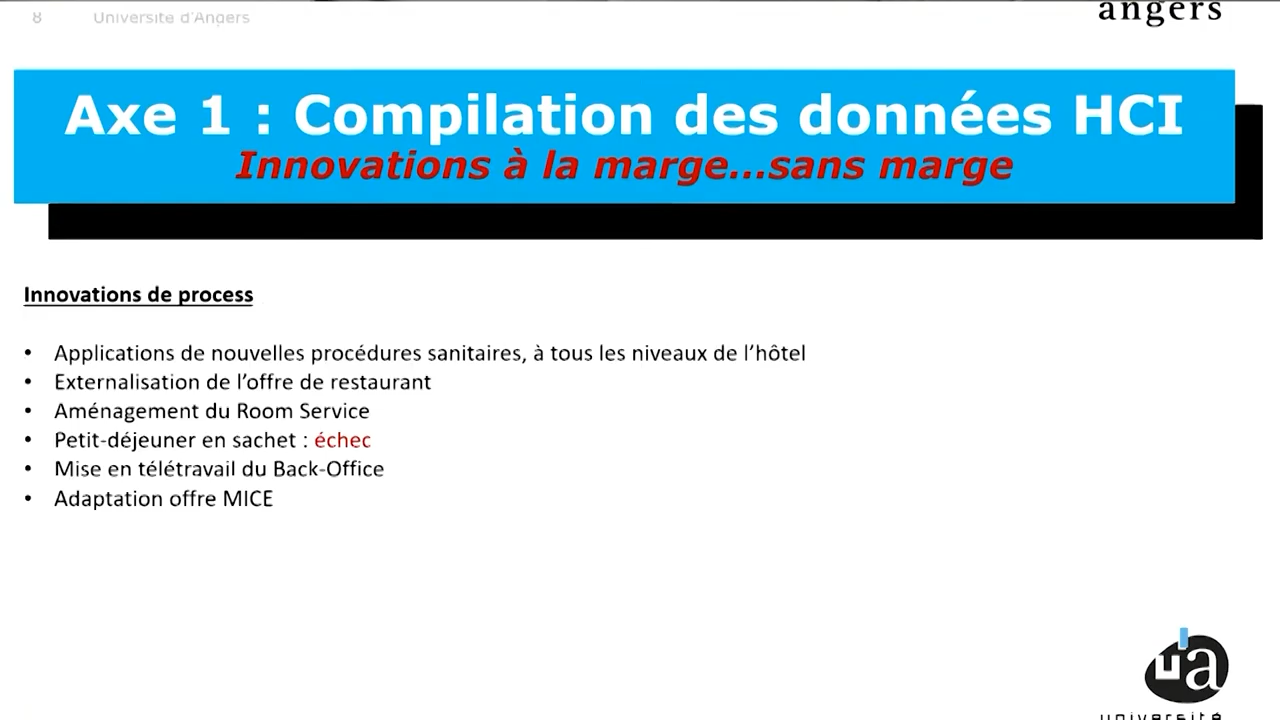 8 Université d'Angers
angers
Axe 1 : Compilation des données HCI
Innovations à la marge...sans marge
Innovations de process
• Applications de nouvelles procédures sanitaires, à tous les niveaux de l'hôtel
• Externalisation de l'offre de restaurant
• Aménagement du Room Service
• Petit-déjeuner en sachet : échec
• Mise en télétravail du Back-Office
• Adaptation offre MICE
ua
université